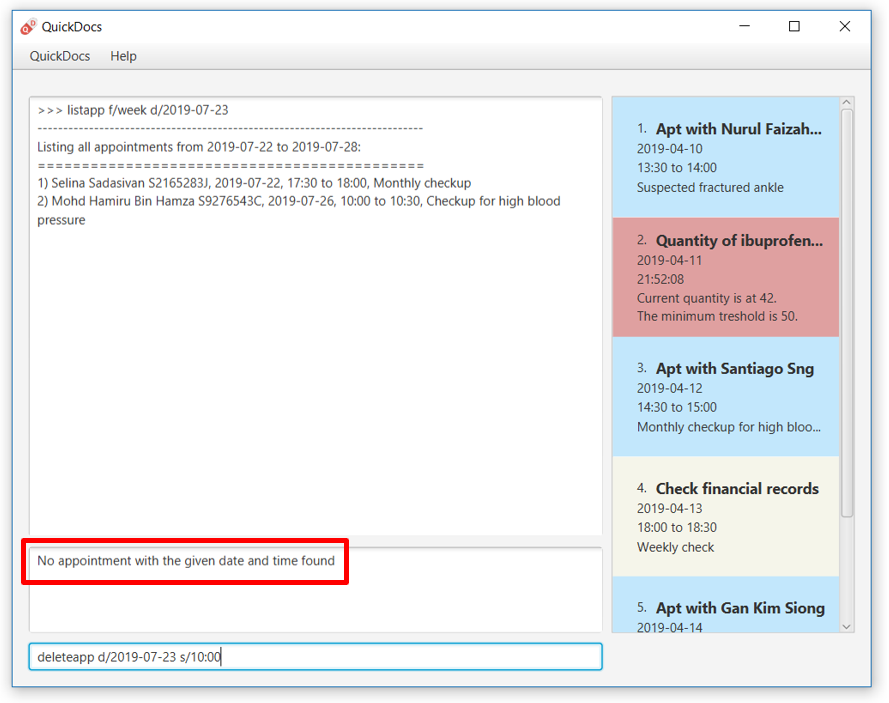 QuickDocs
QuickDocs Help
>>> listapp f/week d/2019-07-23
--------------------------------------------------------------------------
Listing all appointments from 2019-07-22 to 2019-07-28:
============================================
1) Selina Sadasivan S2165283J, 2019-07-22, 17:30 to 18:00, Monthly checkup
2) Mohd Hamiru Bin Hamza S9276543C, 2019-07-26, 10:00 to 10:30, Checkup for high blood
pressure
No appointment with the given date and time found
deleteapp d/2019-07-23 s/10:00
1. Apt with Nurul Faizah...
2019-04-10
13:30 to 14:00
Suspected fractured ankle
2. Quantity of ibuprofen...
2019-04-11
21:52:08
Current quantity is at 42.
The minimum treshold is 50.
3. Apt with Santiago Sng
2019-04-12
14:30 to 15:00
Monthly checkup for high bloo...
4. Check financial records
2019-04-13
18:00 to 18:30
Weekly check
5. Apt with Gan Kim Siong
2019-04-14